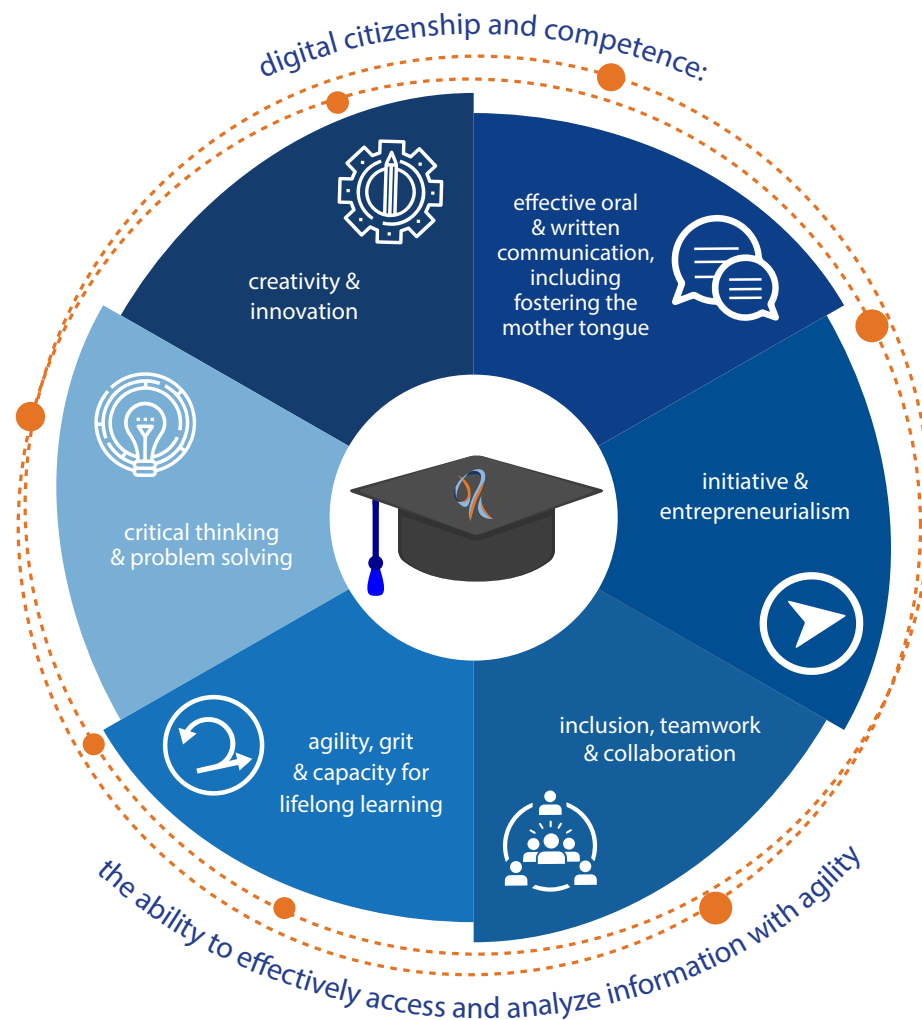 digital citizenship and competence:
effective oral
& written
communication,
including
fostering the
mother tongue
initiative &
entrepreneurialism
inclusion, teamwork
& collaboration
agility, grit
& capacity for
lifelong learning
critical thinking
& problem solving
creativity &
innovation
the ability to effectively access and analyze information with agility